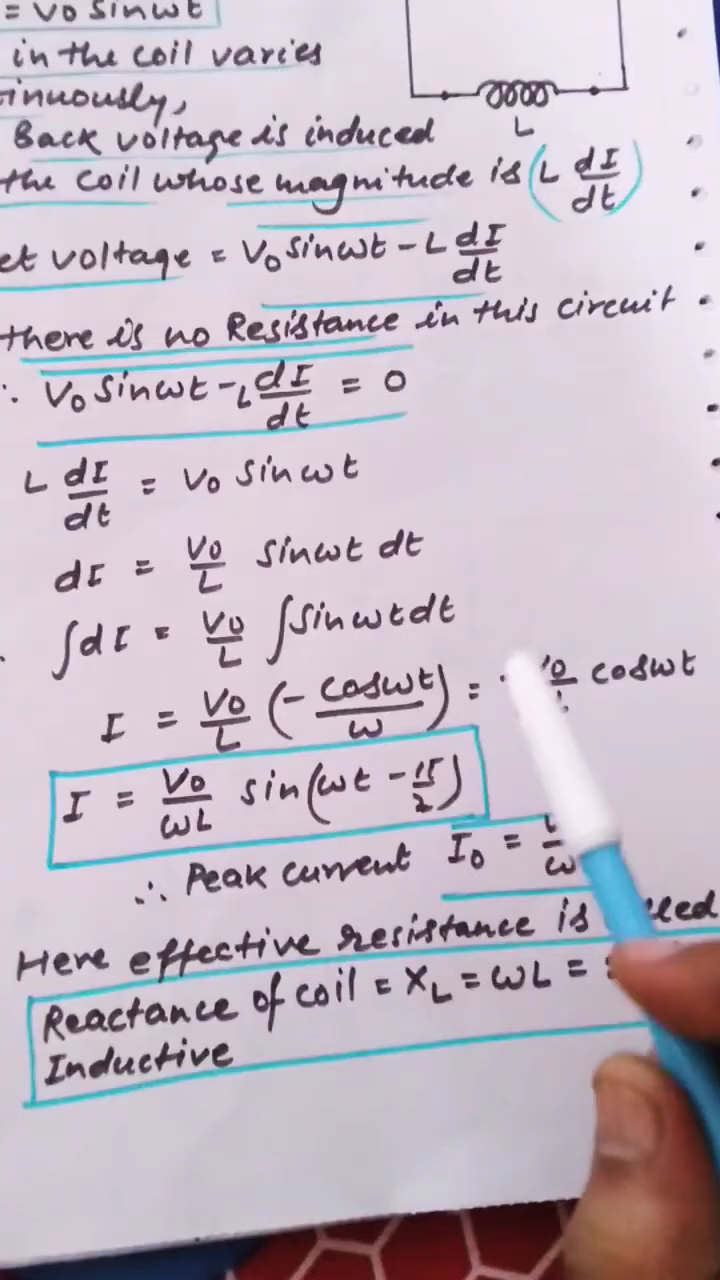 = V₀ sinωt
in the coil varies
tinuously,
L
Back voltage is induced
the coil whose magnitude is (L dI/dt)
et voltage = V₀ sinωt - L dI/dt
there is no Resistance in this circuit
∴ V₀ sinωt - L dI/dt = 0
L dI/dt = V₀ sinωt
dI = V₀/L sinωt dt
∫dI = V₀/L ∫sinωt dt
I = V₀/L (- cosωt/ω) = cosωt
I = V₀/ωL sin(ωt - π/2)
∴ Peak current I₀ =
Here effective resistance is
Reactance of coil = X_L = ωL =
Inductive